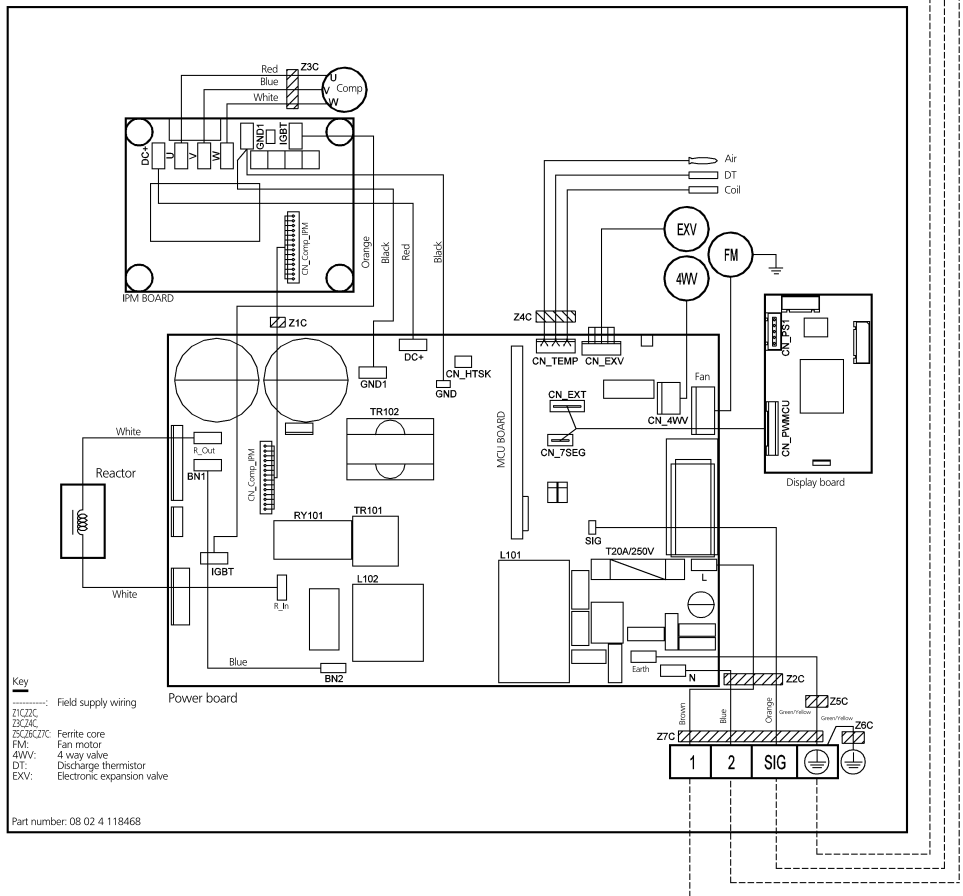 Red
Z3C
Blue
White
U
V
W
Comp
DC+
U
V
W
GND1
IGBT
CN_Comp_IPM
IPM BOARD
Orange
Black
Red
Black
Air
DT
Coil
EXV
FM
4WV
Z1C
Z4C
DC+
GND1
CN_HTSK
GND
CN_TEMP
CN_EXV
Fan
CN_4WV
CN_EXT
CN_7SEG
CN_PS1
CN_PWMCU
Display board
TR102
MCU BOARD
White
R_Out
BN1
CN_Comp_IPM
Reactor
RY101
TR101
SIG
IGBT
L101
T20A/250V
L
L102
White
R_In
Blue
BN2
Earth
N
Power board
Z2C
Z5C
Brown
Blue
Orange
Green/Yellow
Green/Yellow
Z6C
Z7C
1
2
SIG
Key
----------: Field supply wiring
Z1C,Z2C,
Z3C,Z4C,
Z5C,Z6C,Z7C: Ferrite core
FM: Fan motor
4WV: 4 way valve
DT: Discharge thermistor
EXV: Electronic expansion valve
Part number: 08 02 4 118468